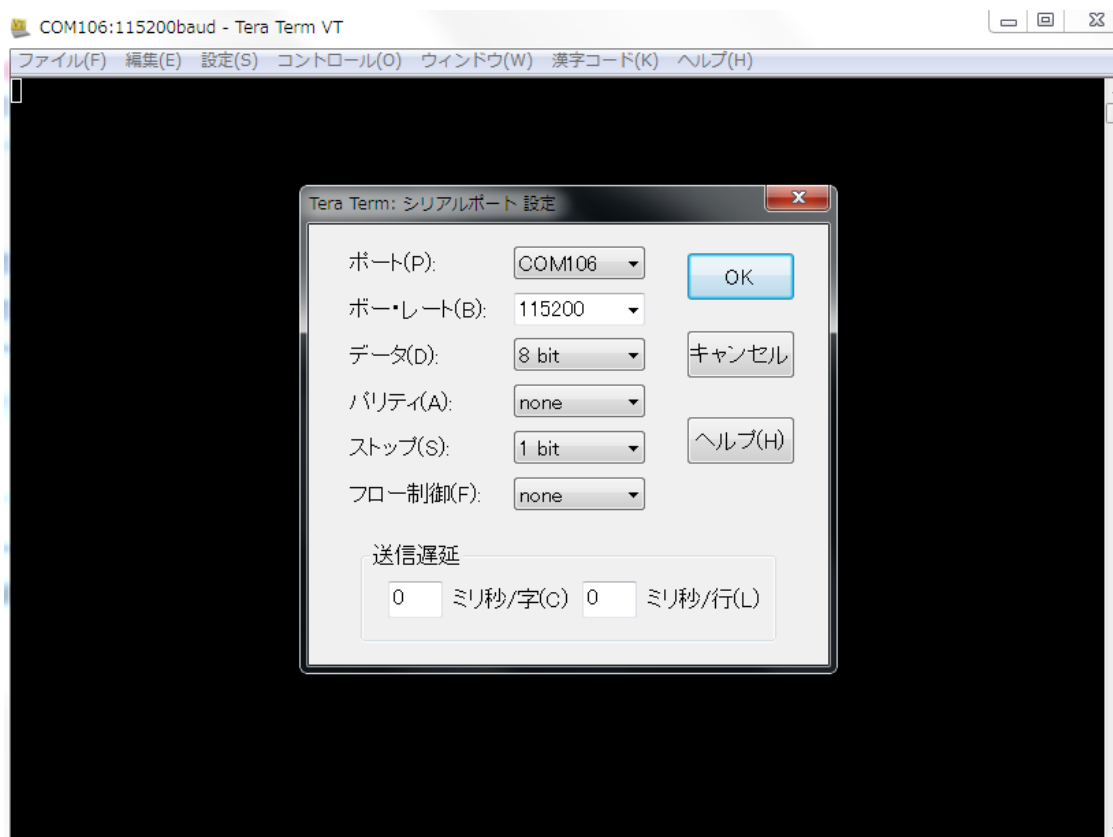 COM106:115200baud - Tera Term VT
ファイル(F) 編集(E) 設定(S) コントロール(O) ウィンドウ(W) 漢字コード(K) ヘルプ(H)
Tera Term: シリアルポート 設定
ポート(P): COM106
OK
ボー・レート(B): 115200
データ(D): 8 bit
キャンセル
パリティ(A): none
ストップ(S): 1 bit
ヘルプ(H)
フロー制御(F): none
送信遅延
0 ミリ秒/字(C) 0 ミリ秒/行(L)